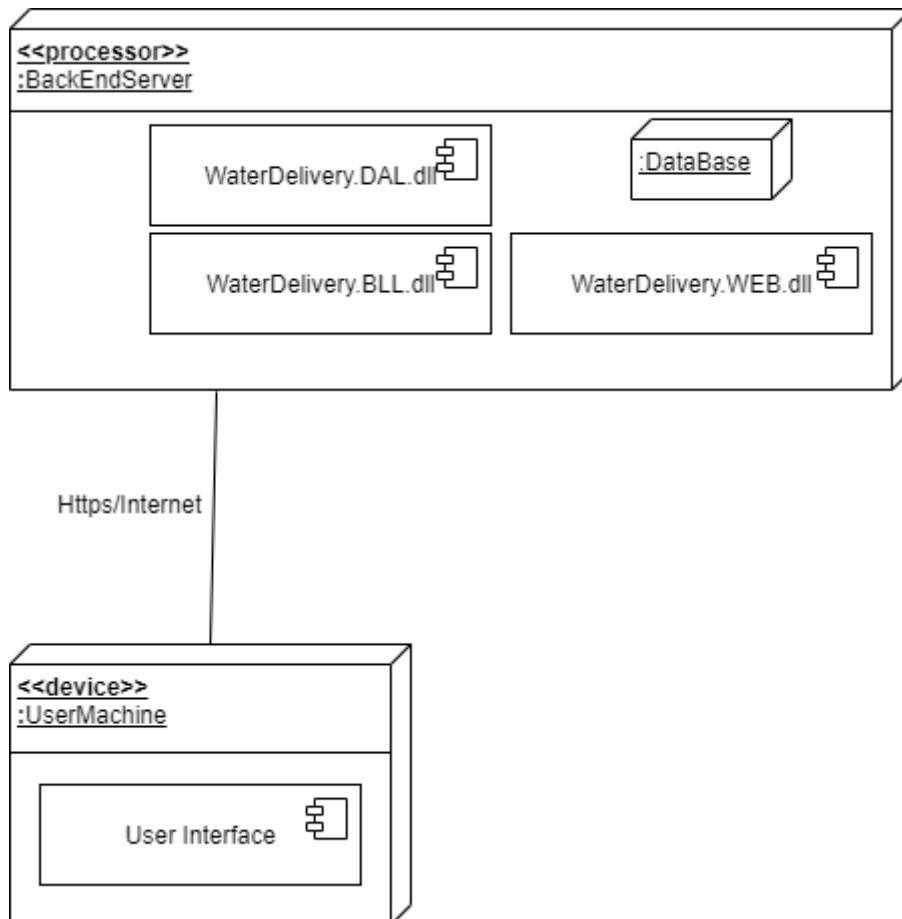 <<processor>>
:BackEndServer
WaterDelivery.DAL.dll
:DataBase
WaterDelivery.BLL.dll
WaterDelivery.WEB.dll
Https/Internet
<<device>>
:UserMachine
User Interface